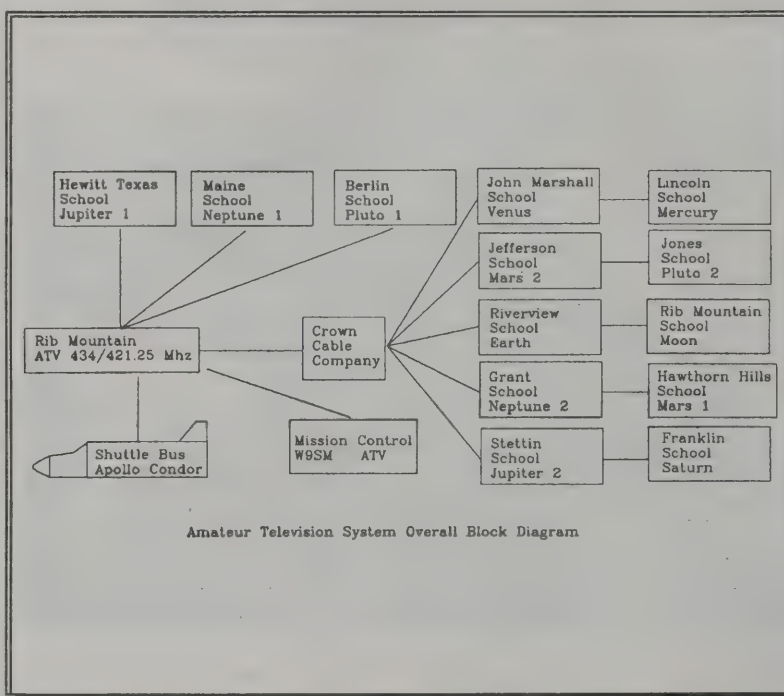 Hewitt Texas
School
Jupiter 1
Maine
School
Neptune 1
Berlin
School
Pluto 1
John Marshall
School
Venus
Lincoln
School
Mercury
Jefferson
School
Mars 2
Jones
School
Pluto 2
Rib Mountain
ATV 434/421.25 Mhz
Crown
Cable
Company
Riverview
School
Earth
Rib Mountain
School
Moon
Grant
School
Neptune 2
Hawthorn Hills
School
Mars 1
Shuttle Bus
Apollo Condor
Mission Control
W9SM ATV
Stettin
School
Jupiter 2
Franklin
School
Saturn
Amateur Television System Overall Block Diagram